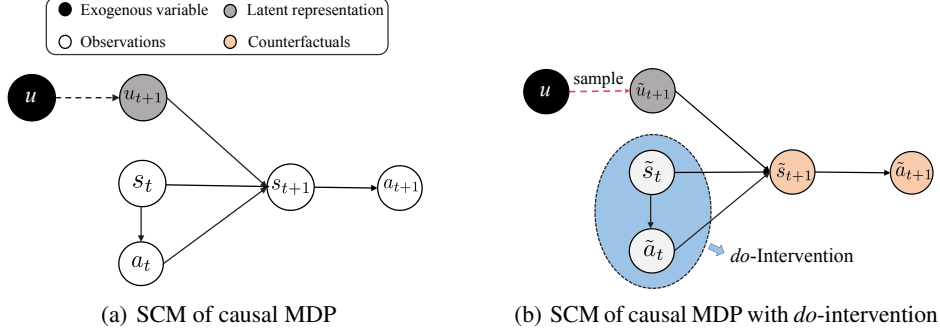 Exogenous variable
Latent representation
Observations
Counterfactuals
u
u_{t+1}
s_t
s_{t+1}
a_{t+1}
a_t
(a) SCM of causal MDP
u
sample
ũ_{t+1}
s̃_t
s̃_{t+1}
ã_{t+1}
ã_t
do-Intervention
(b) SCM of causal MDP with do-intervention